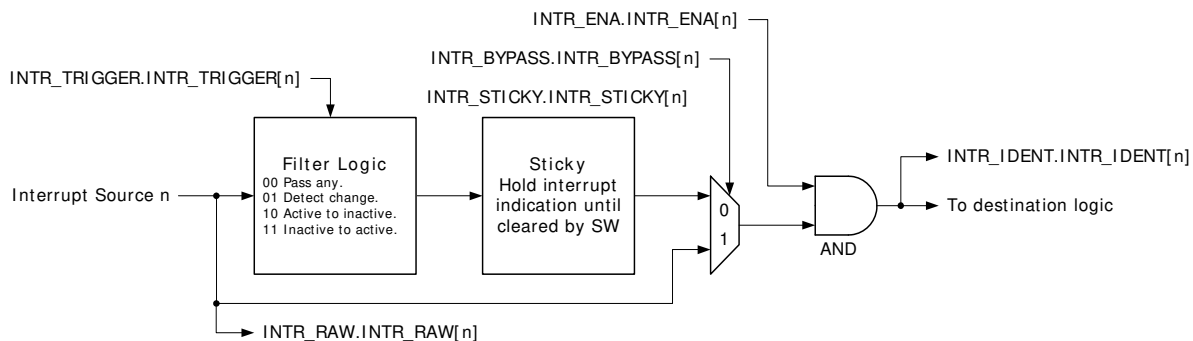 INTR_ENA.INTR_ENA[n]
INTR_BYPASS.INTR_BYPASS[n]
INTR_TRIGGER.INTR_TRIGGER[n]
INTR_STICKY.INTR_STICKY[n]
Filter Logic
00 Pass any.
01 Detect change.
10 Active to inactive.
11 Inactive to active.
Sticky
Hold interrupt
indication until
cleared by SW
INTR_IDENT.INTR_IDENT[n]
Interrupt Source n
0
1
To destination logic
AND
INTR_RAW.INTR_RAW[n]